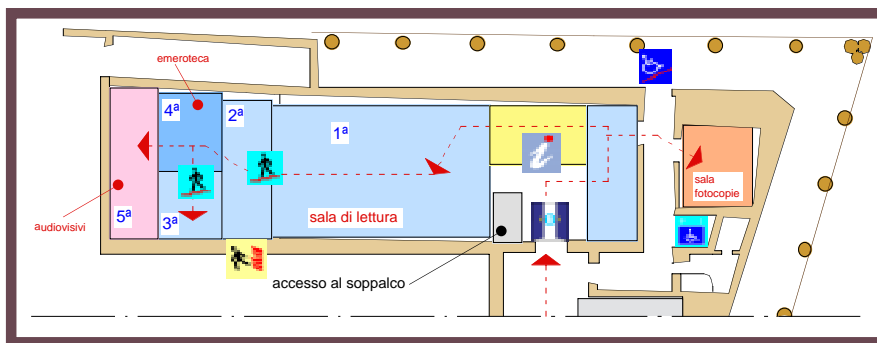 emeroteca
4ª
2ª
1ª
sala
fotocopie
sala di lettura
audiovisivi
5ª
3ª
accesso al soppalco